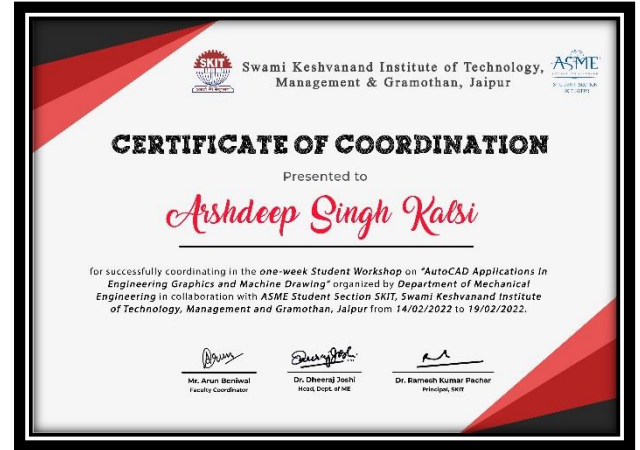 SKIT
Swami Keshvanand Institute of Technology,
Management & Gramothan, Jaipur
ASME
CERTIFICATE OF COORDINATION
Presented to
Arshdeep Singh Kalsi
for successfully coordinating in the one-week Student Workshop on "AutoCAD Applications in
Engineering Graphics and Machine Drawing" organized by Department of Mechanical
Engineering in collaboration with ASME Student Section SKIT, Swami Keshvanand Institute
of Technology, Management and Gramothan, Jaipur from 14/02/2022 to 19/02/2022.
Mr. Arun Beniwal
Faculty Coordinator
Dr. Dheeraj Joshi
Head, Dept. of ME
Dr. Ramesh Kumar Pachar
Principal, SKIT